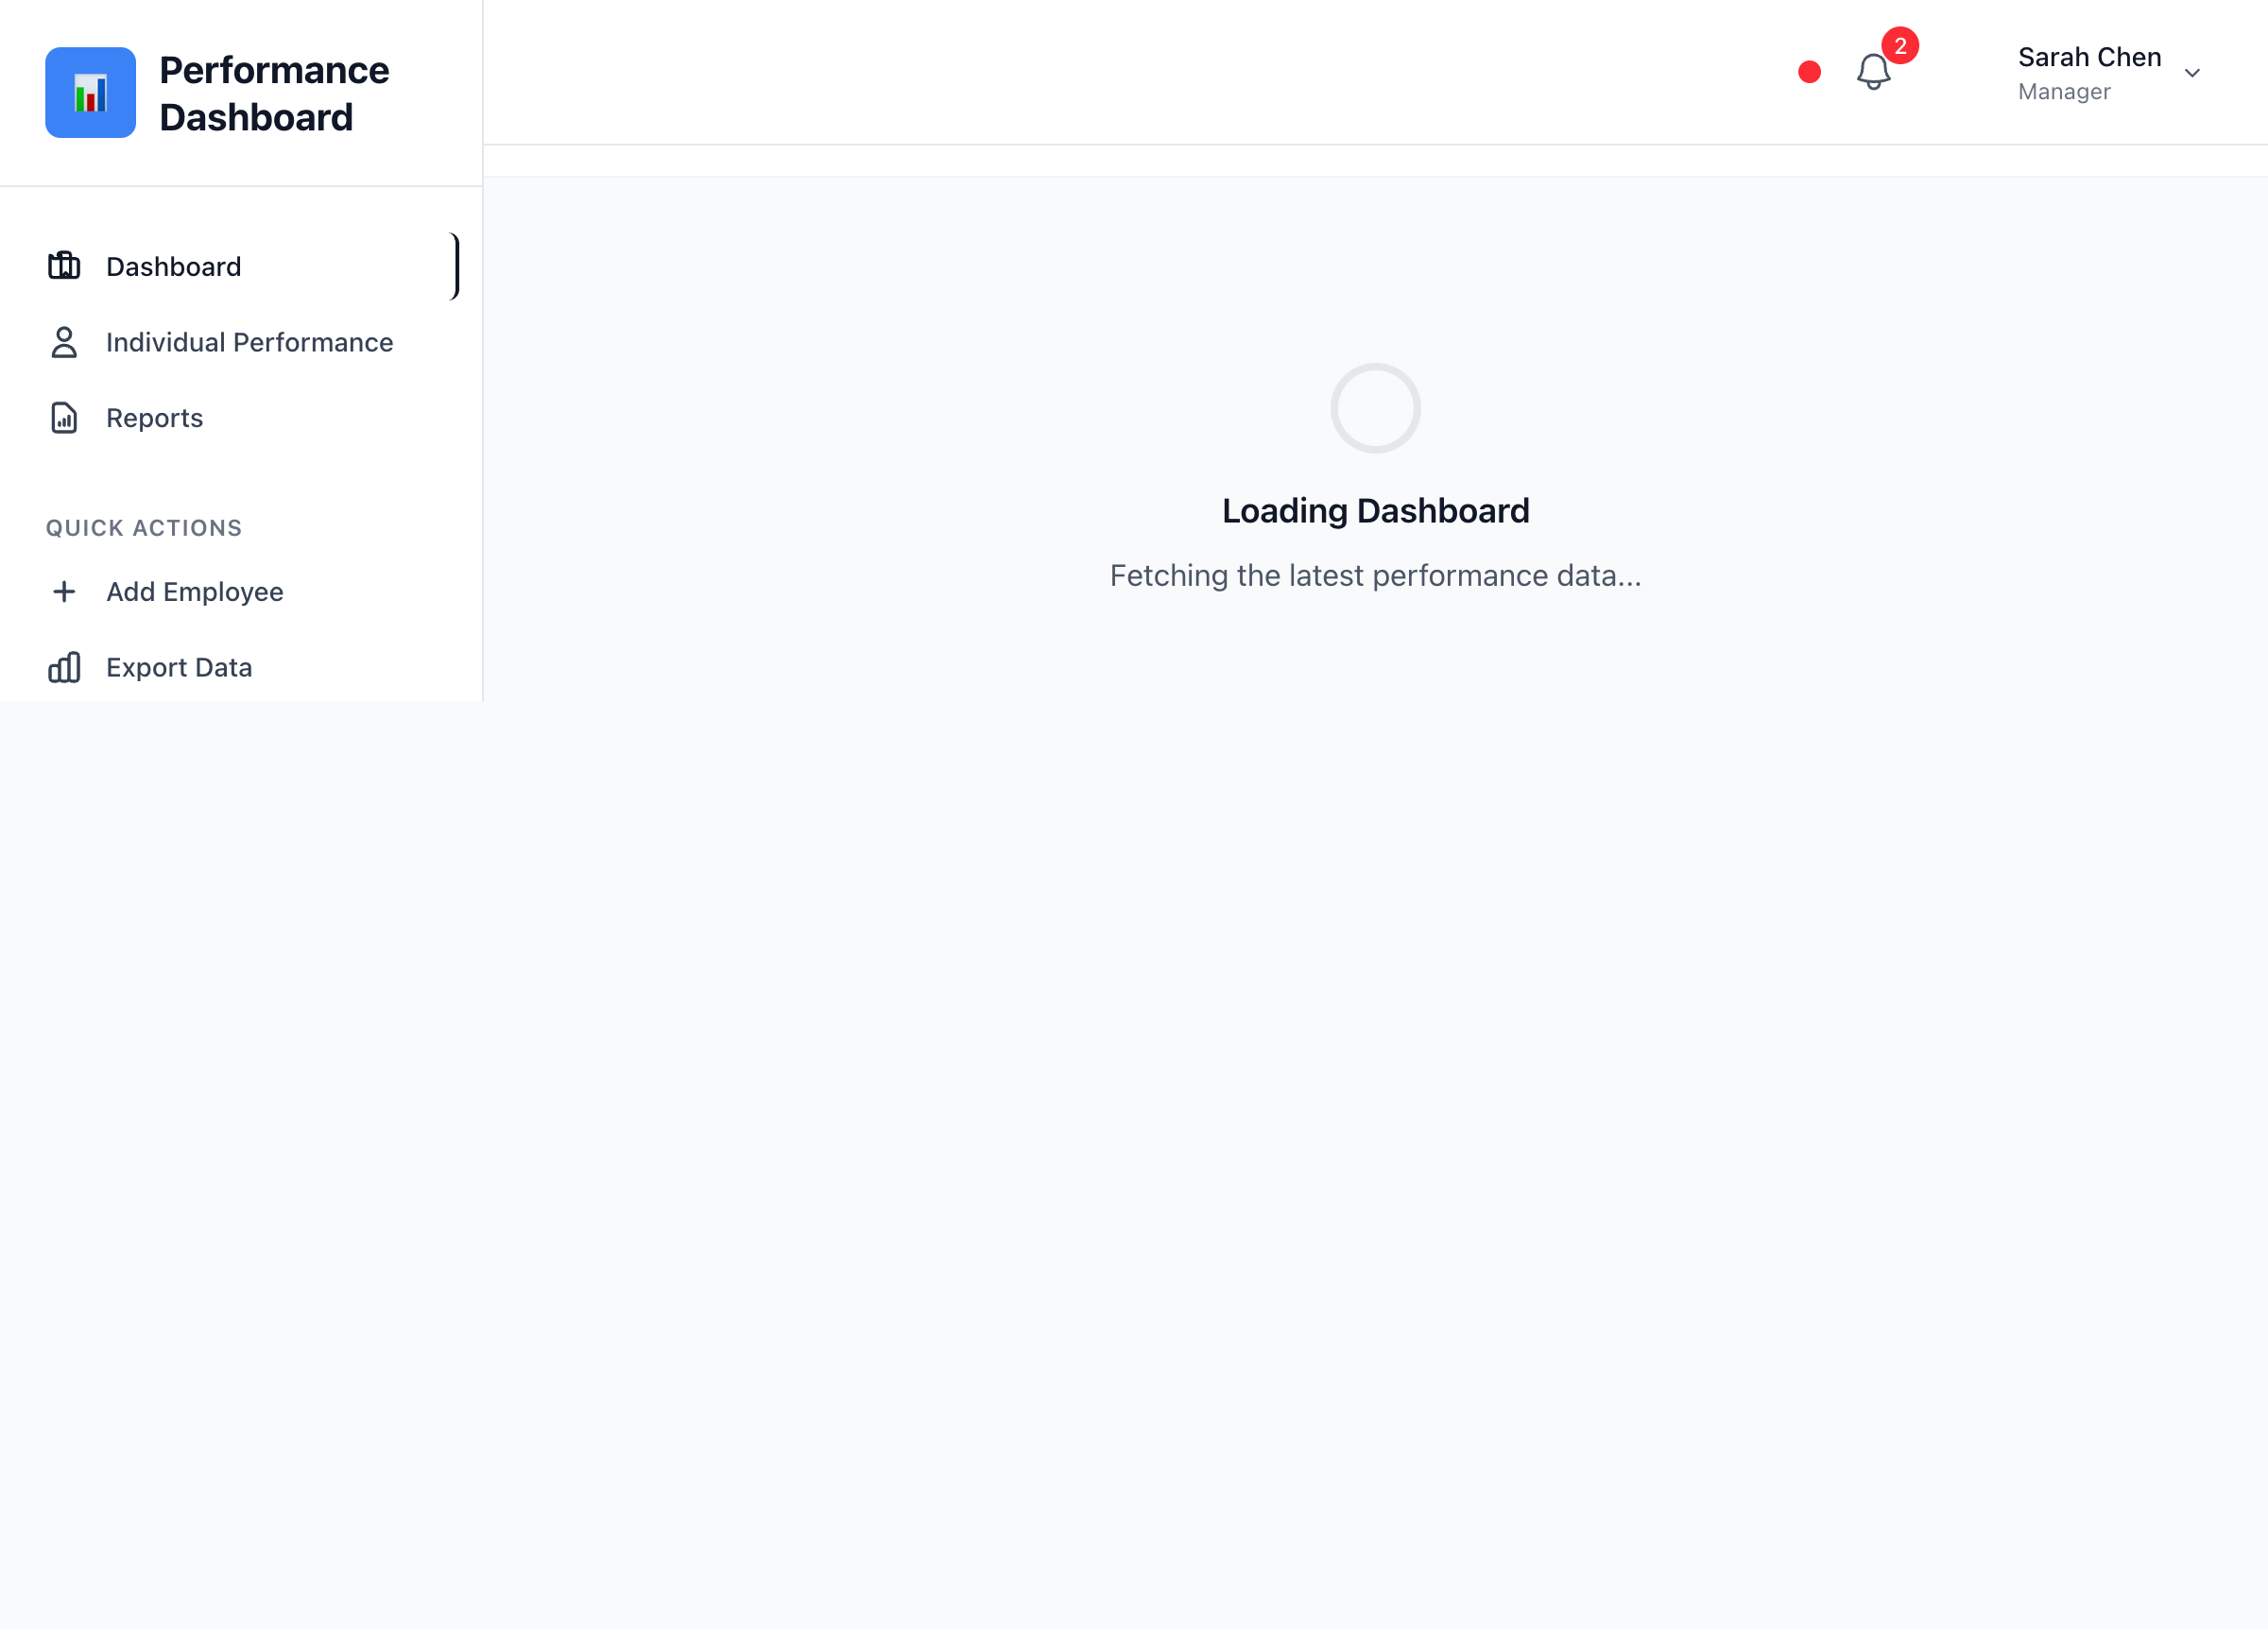 Performance
Dashboard
2
Sarah Chen
Manager
Dashboard
Individual Performance
Reports
QUICK ACTIONS
Add Employee
Export Data
Loading Dashboard
Fetching the latest performance data...